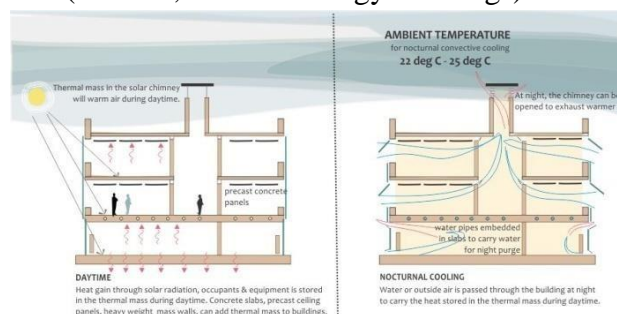 AMBIENT TEMPERATURE
for nocturnal convective cooling
22 deg C - 25 deg C
Thermal mass in the solar chimney
will warm air during daytime.
At night, the chimney can be
opened to exhaust warmer
precast concrete
panels
water pipes embedded
in slabs to carry water
for night purge
DAYTIME
Heat gain through solar radiation, occupants & equipment is stored
in the thermal mass during daytime. Concrete slabs, precast ceiling
panels, heavy weight mass walls, can add thermal mass to buildings.
NOCTURNAL COOLING
Water or outside air is passed through the building at night
to carry the heat stored in the thermal mass during daytime.